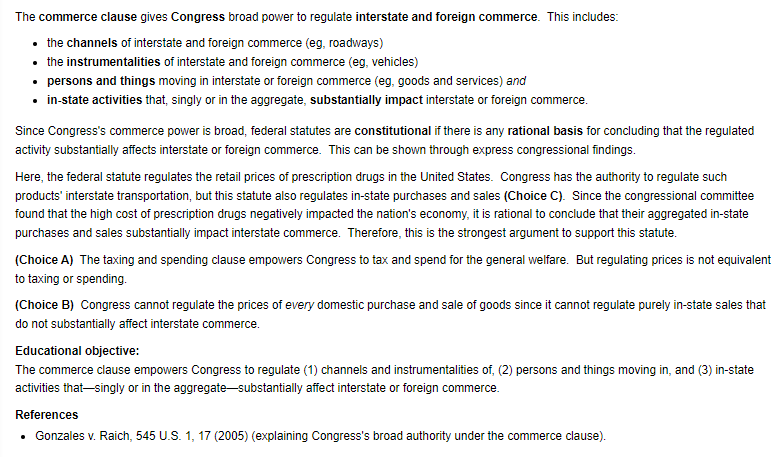 The commerce clause gives Congress broad power to regulate interstate and foreign commerce. This includes:
• the channels of interstate and foreign commerce (eg, roadways)
• the instrumentalities of interstate and foreign commerce (eg, vehicles)
• persons and things moving in interstate or foreign commerce (eg, goods and services) and
• in-state activities that, singly or in the aggregate, substantially impact interstate or foreign commerce.
Since Congress's commerce power is broad, federal statutes are constitutional if there is any rational basis for concluding that the regulated
activity substantially affects interstate or foreign commerce. This can be shown through express congressional findings.
Here, the federal statute regulates the retail prices of prescription drugs in the United States. Congress has the authority to regulate such
products' interstate transportation, but this statute also regulates in-state purchases and sales (Choice C). Since the congressional committee
found that the high cost of prescription drugs negatively impacted the nation's economy, it is rational to conclude that their aggregated in-state
purchases and sales substantially impact interstate commerce. Therefore, this is the strongest argument to support this statute.
(Choice A) The taxing and spending clause empowers Congress to tax and spend for the general welfare. But regulating prices is not equivalent
to taxing or spending.
(Choice B) Congress cannot regulate the prices of every domestic purchase and sale of goods since it cannot regulate purely in-state sales that
do not substantially affect interstate commerce.
Educational objective:
The commerce clause empowers Congress to regulate (1) channels and instrumentalities of, (2) persons and things moving in, and (3) in-state
activities that—singly or in the aggregate—substantially affect interstate or foreign commerce.
References
• Gonzales v. Raich, 545 U.S. 1, 17 (2005) (explaining Congress's broad authority under the commerce clause).